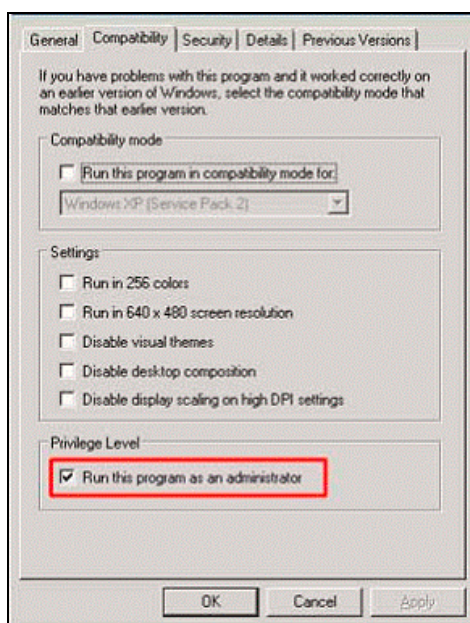 General Compatibility Security Details Previous Versions
If you have problems with this program and it worked correctly on
an earlier version of Windows, select the compatibility mode that
matches that earlier version.
Compatibility mode
Run this program in compatibility mode for:
Windows XP (Service Pack 2)
Settings
Run in 256 colors
Run in 640 x 480 screen resolution
Disable visual themes
Disable desktop composition
Disable display scaling on high DPI settings
Privilege Level
Run this program as an administrator
OK Cancel Apply